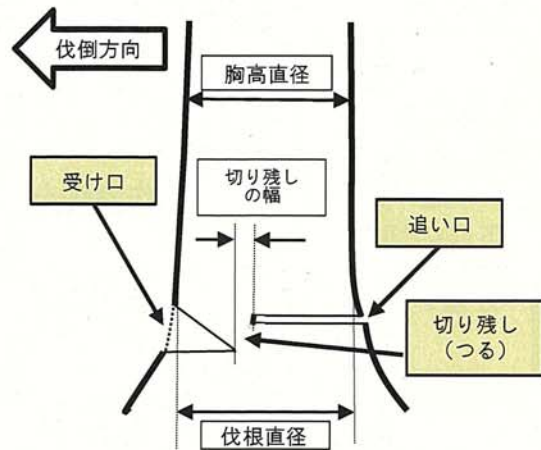 伐倒方向
胸高直径
受け口
切り残し
の幅
追い口
切り残し
（つる）
伐根直径